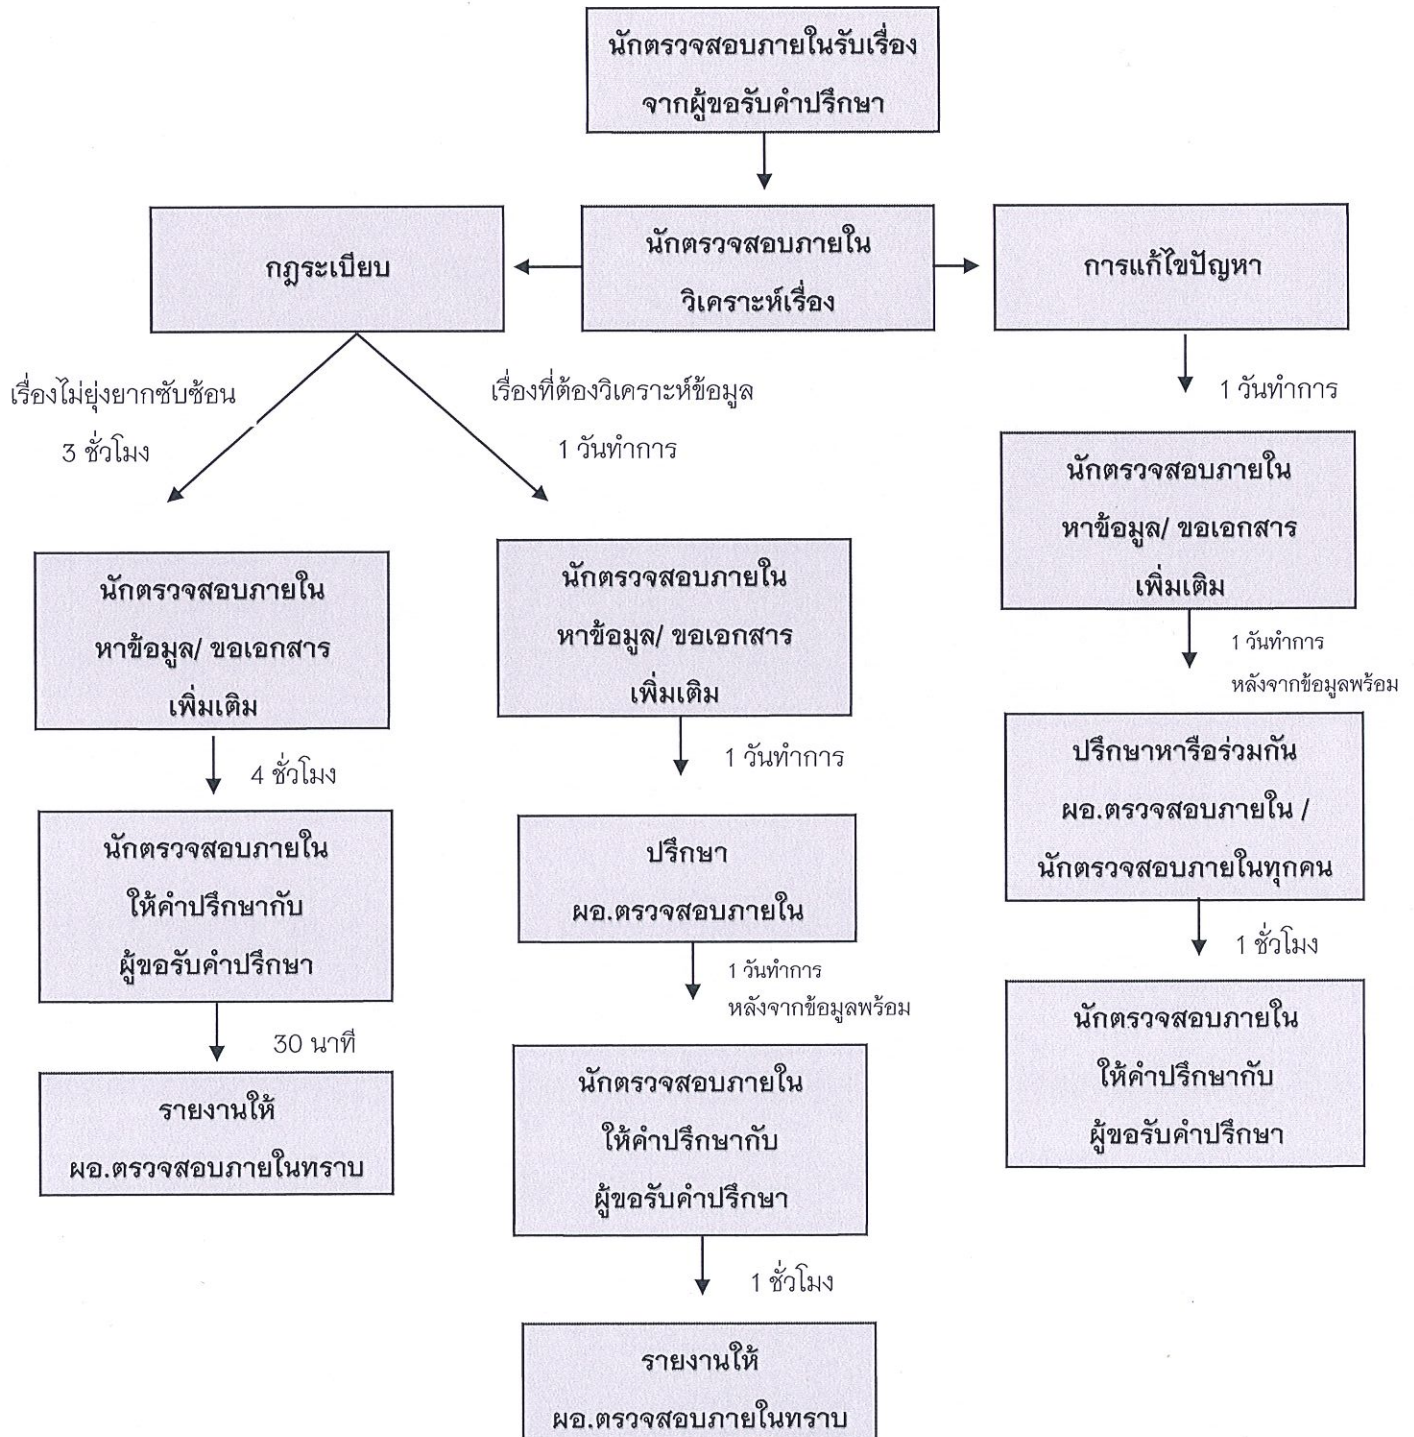 นักตรวจสอบภายในรับเรื่อง
จากผู้ขอรับคำปรึกษา
กฎระเบียบ
นักตรวจสอบภายใน
วิเคราะห์เรื่อง
การแก้ไขปัญหา
เรื่องไม่ยุ่งยากซับซ้อน
3 ชั่วโมง
เรื่องที่ต้องวิเคราะห์ข้อมูล
1 วันทำการ
1 วันทำการ
นักตรวจสอบภายใน
หาข้อมูล/ ขอเอกสาร
เพิ่มเติม
4 ชั่วโมง
นักตรวจสอบภายใน
ให้คำปรึกษากับ
ผู้ขอรับคำปรึกษา
30 นาที
รายงานให้
ผอ.ตรวจสอบภายในทราบ
นักตรวจสอบภายใน
หาข้อมูล/ ขอเอกสาร
เพิ่มเติม
1 วันทำการ
ปรึกษา
ผอ.ตรวจสอบภายใน
1 วันทำการ
หลังจากข้อมูลพร้อม
นักตรวจสอบภายใน
ให้คำปรึกษากับ
ผู้ขอรับคำปรึกษา
1 ชั่วโมง
รายงานให้
ผอ.ตรวจสอบภายในทราบ
นักตรวจสอบภายใน
หาข้อมูล/ ขอเอกสาร
เพิ่มเติม
1 วันทำการ
หลังจากข้อมูลพร้อม
ปรึกษาหารือร่วมกัน
ผอ.ตรวจสอบภายใน /
นักตรวจสอบภายในทุกคน
1 ชั่วโมง
นักตรวจสอบภายใน
ให้คำปรึกษากับ
ผู้ขอรับคำปรึกษา